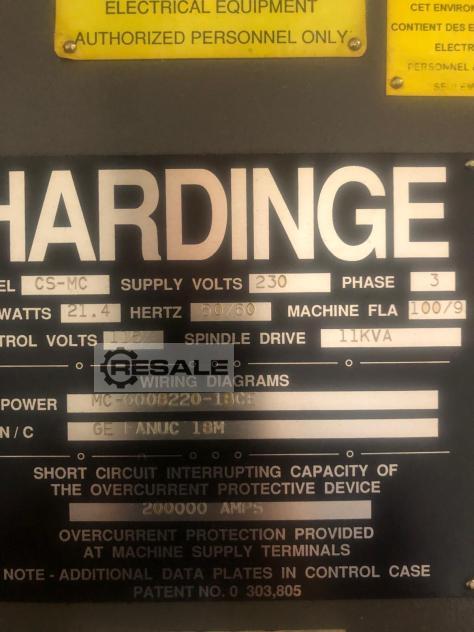 ELECTRICAL EQUIPMENT
AUTHORIZED PERSONNEL ONLY
CET ENVIRON
CONTIENT DES E
ELECTR
PERSONNEL A
SEULEM
HARDINGE
EL CS-MC SUPPLY VOLTS 230 PHASE 3
WATTS 21.4 HERTZ 50/60 MACHINE FLA 100/9
TROL VOLTS SPINDLE DRIVE 11KVA
RESALE
WIRING DIAGRAMS
POWER MC-0008220-18CE
N / C GE FANUC 18M
SHORT CIRCUIT INTERRUPTING CAPACITY OF
THE OVERCURRENT PROTECTIVE DEVICE
200000 AMPS
OVERCURRENT PROTECTION PROVIDED
AT MACHINE SUPPLY TERMINALS
NOTE - ADDITIONAL DATA PLATES IN CONTROL CASE
PATENT NO. 0 303,805